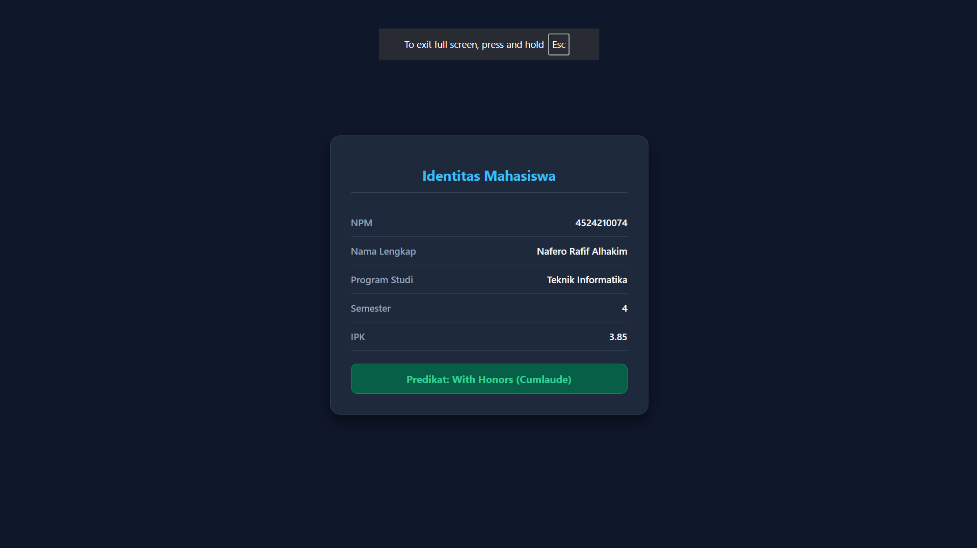 To exit full screen, press and hold Esc
Identitas Mahasiswa
NPM 4524210074
Nama Lengkap Nafero Rafif Alhakim
Program Studi Teknik Informatika
Semester 4
IPK 3.85
Predikat: With Honors (Cumlaude)